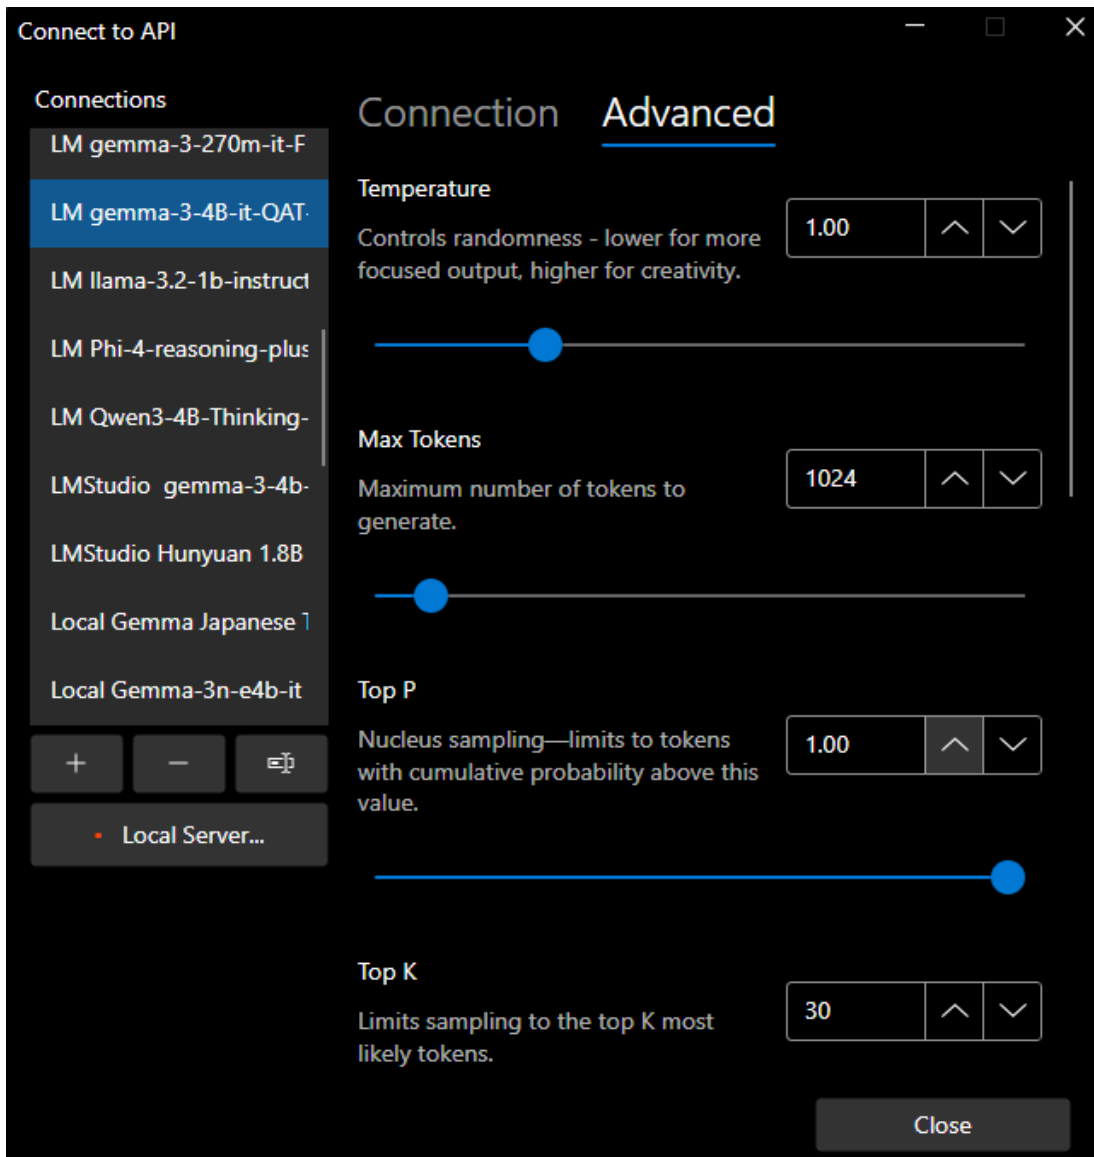 Connect to API
Connections
LM gemma-3-270m-it-F
LM gemma-3-4B-it-QAT-
LM llama-3.2-1b-instruct
LM Phi-4-reasoning-plus
LM Qwen3-4B-Thinking-
LMStudio  gemma-3-4b-
LMStudio Hunyuan 1.8B
Local Gemma Japanese
Local Gemma-3n-e4b-it
Local Server...
Connection Advanced
Temperature
Controls randomness - lower for more
focused output, higher for creativity.
1.00
Max Tokens
Maximum number of tokens to
generate.
1024
Top P
Nucleus sampling—limits to tokens
with cumulative probability above this
value.
1.00
Top K
Limits sampling to the top K most
likely tokens.
30
Close